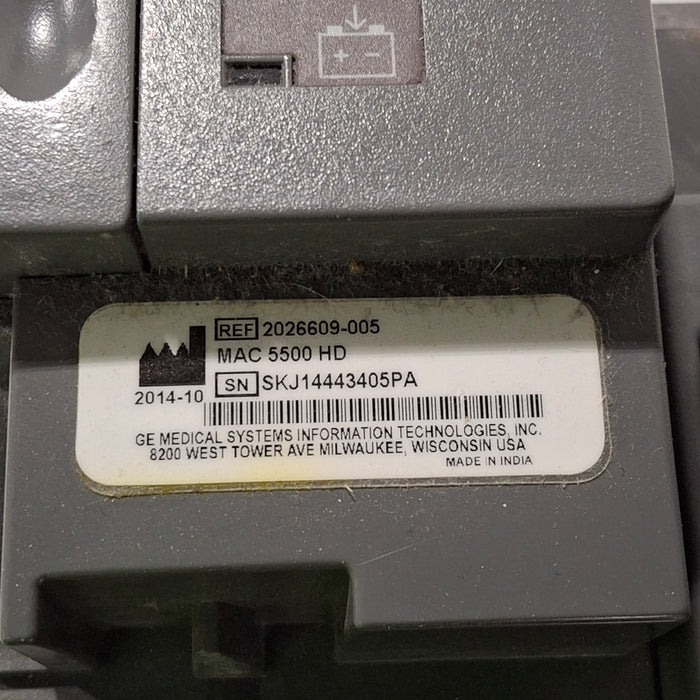 REF 2026609-005
MAC 5500 HD
2014-10 SN SKJ14443405PA
GE MEDICAL SYSTEMS INFORMATION TECHNOLOGIES, INC.
8200 WEST TOWER AVE MILWAUKEE, WISCONSIN USA
MADE IN INDIA